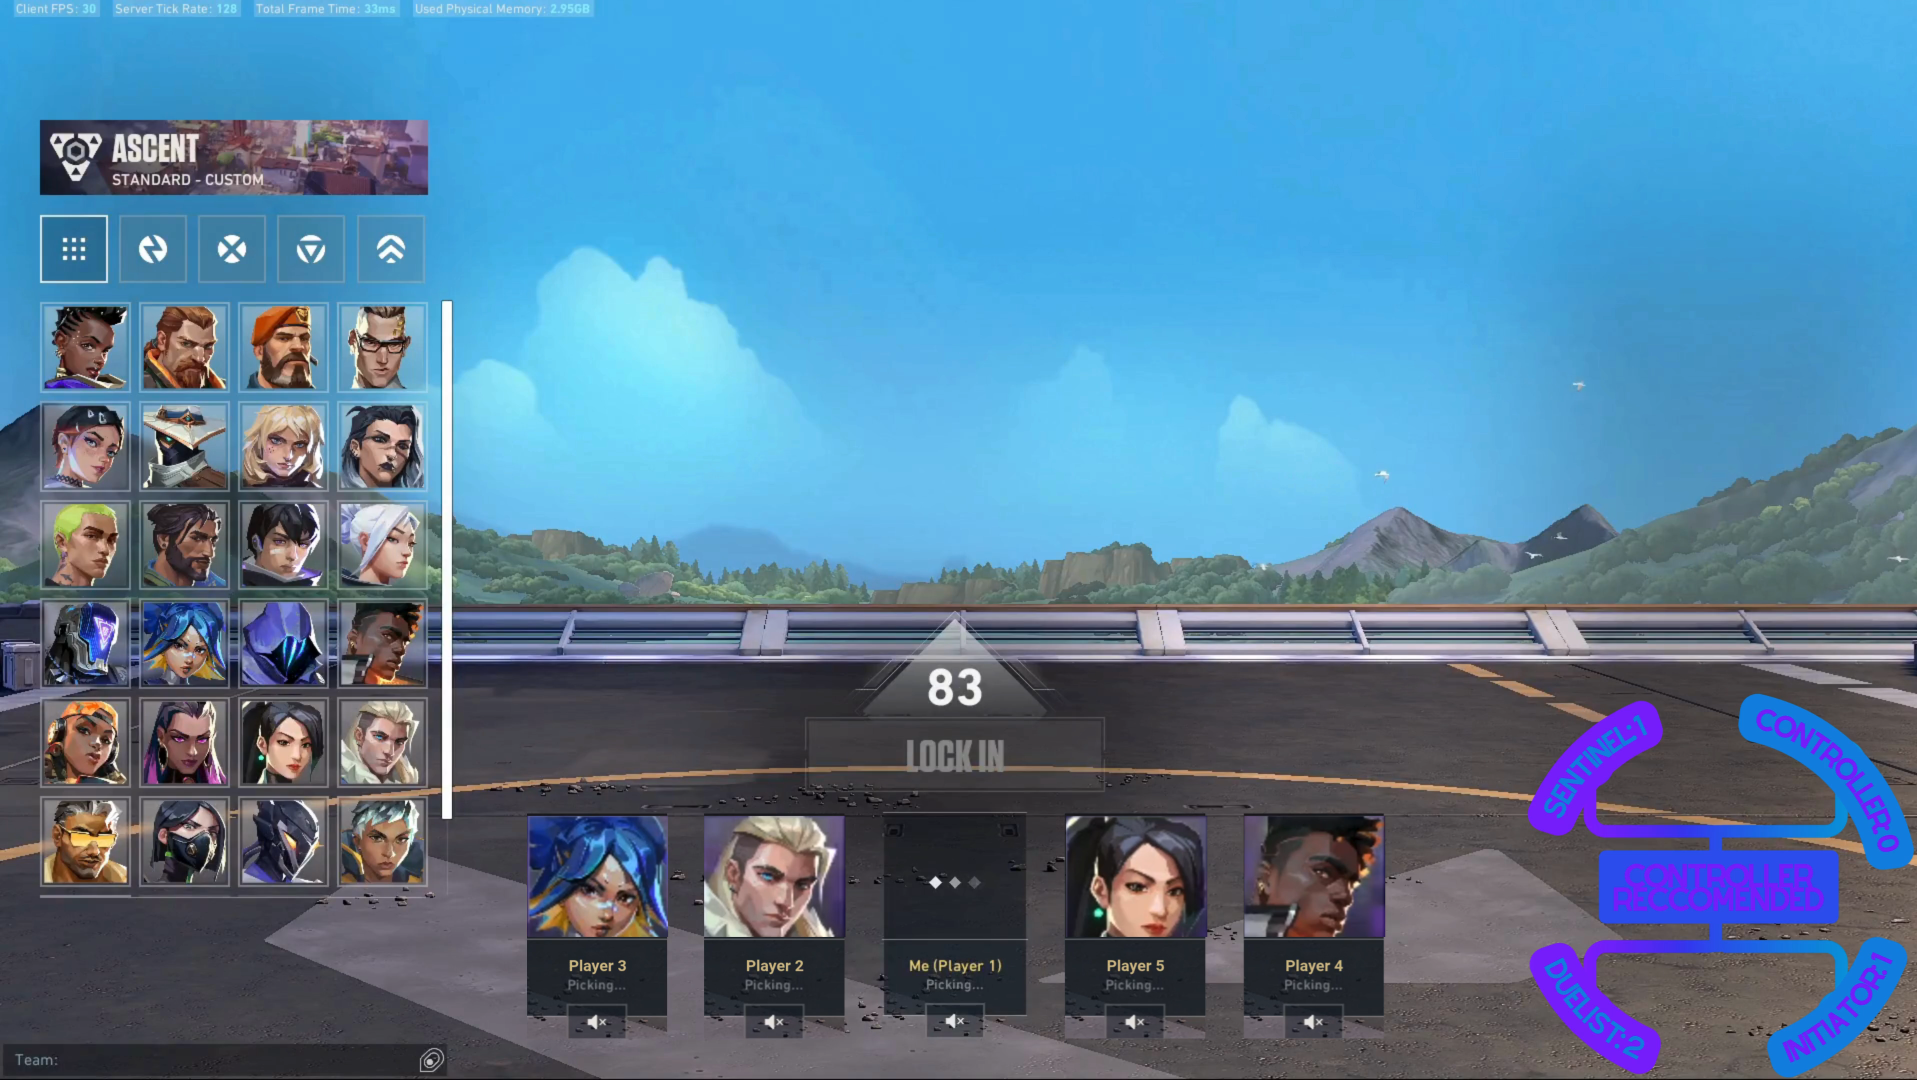 Client FPS: 30 Server Tick Rate: 128 Total Frame Time: 33ms Used Physical Memory: 2.95GB
ASCENT
STANDARD - CUSTOM
83
LOCK IN
SENTINEL:1
CONTROLLER:0
CONTROLLER
RECCOMENDED
DUELIST:2
INITIATOR:1
Player 3
Picking...
Player 2
Picking...
Me (Player 1)
Picking...
Player 5
Picking...
Player 4
Picking...
Team: